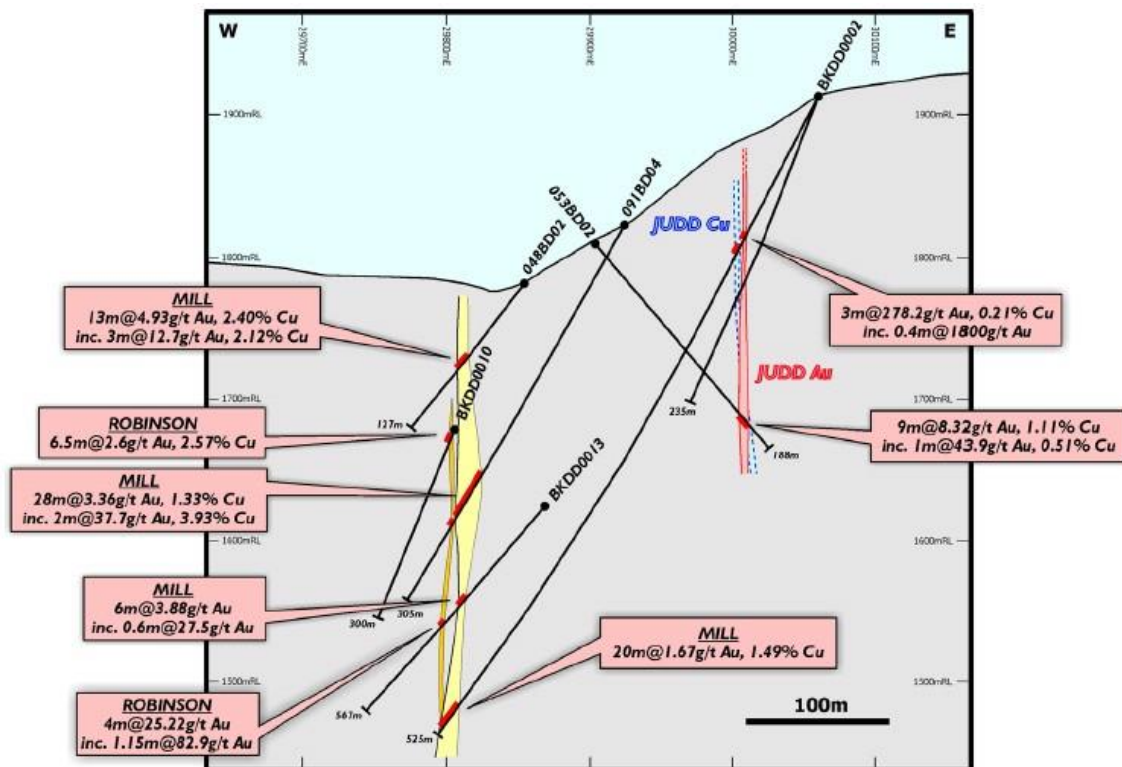 W
E
29700mE
29800mE
29900mE
30000mE
30100mE
BKDD0002
1900mRL
1900mRL
091BD04
053BD02
JUDD Cu
048BD02
1800mRL
1800mRL
MILL
13m@4.93g/t Au, 2.40% Cu
inc. 3m@12.7g/t Au, 2.12% Cu
3m@278.2g/t Au, 0.21% Cu
inc. 0.4m@1800g/t Au
BKDD0010
JUDD Au
1700mRL
1700mRL
127m
235m
188m
ROBINSON
6.5m@2.6g/t Au, 2.57% Cu
9m@8.32g/t Au, 1.11% Cu
inc. 1m@43.9g/t Au, 0.51% Cu
BKDD0013
MILL
28m@3.36g/t Au, 1.33% Cu
inc. 2m@37.7g/t Au, 3.93% Cu
1600mRL
1600mRL
MILL
6m@3.88g/t Au
inc. 0.6m@27.5g/t Au
300m
305m
MILL
20m@1.67g/t Au, 1.49% Cu
1500mRL
1500mRL
ROBINSON
4m@25.22g/t Au
inc. 1.15m@82.9g/t Au
567m
525m
100m